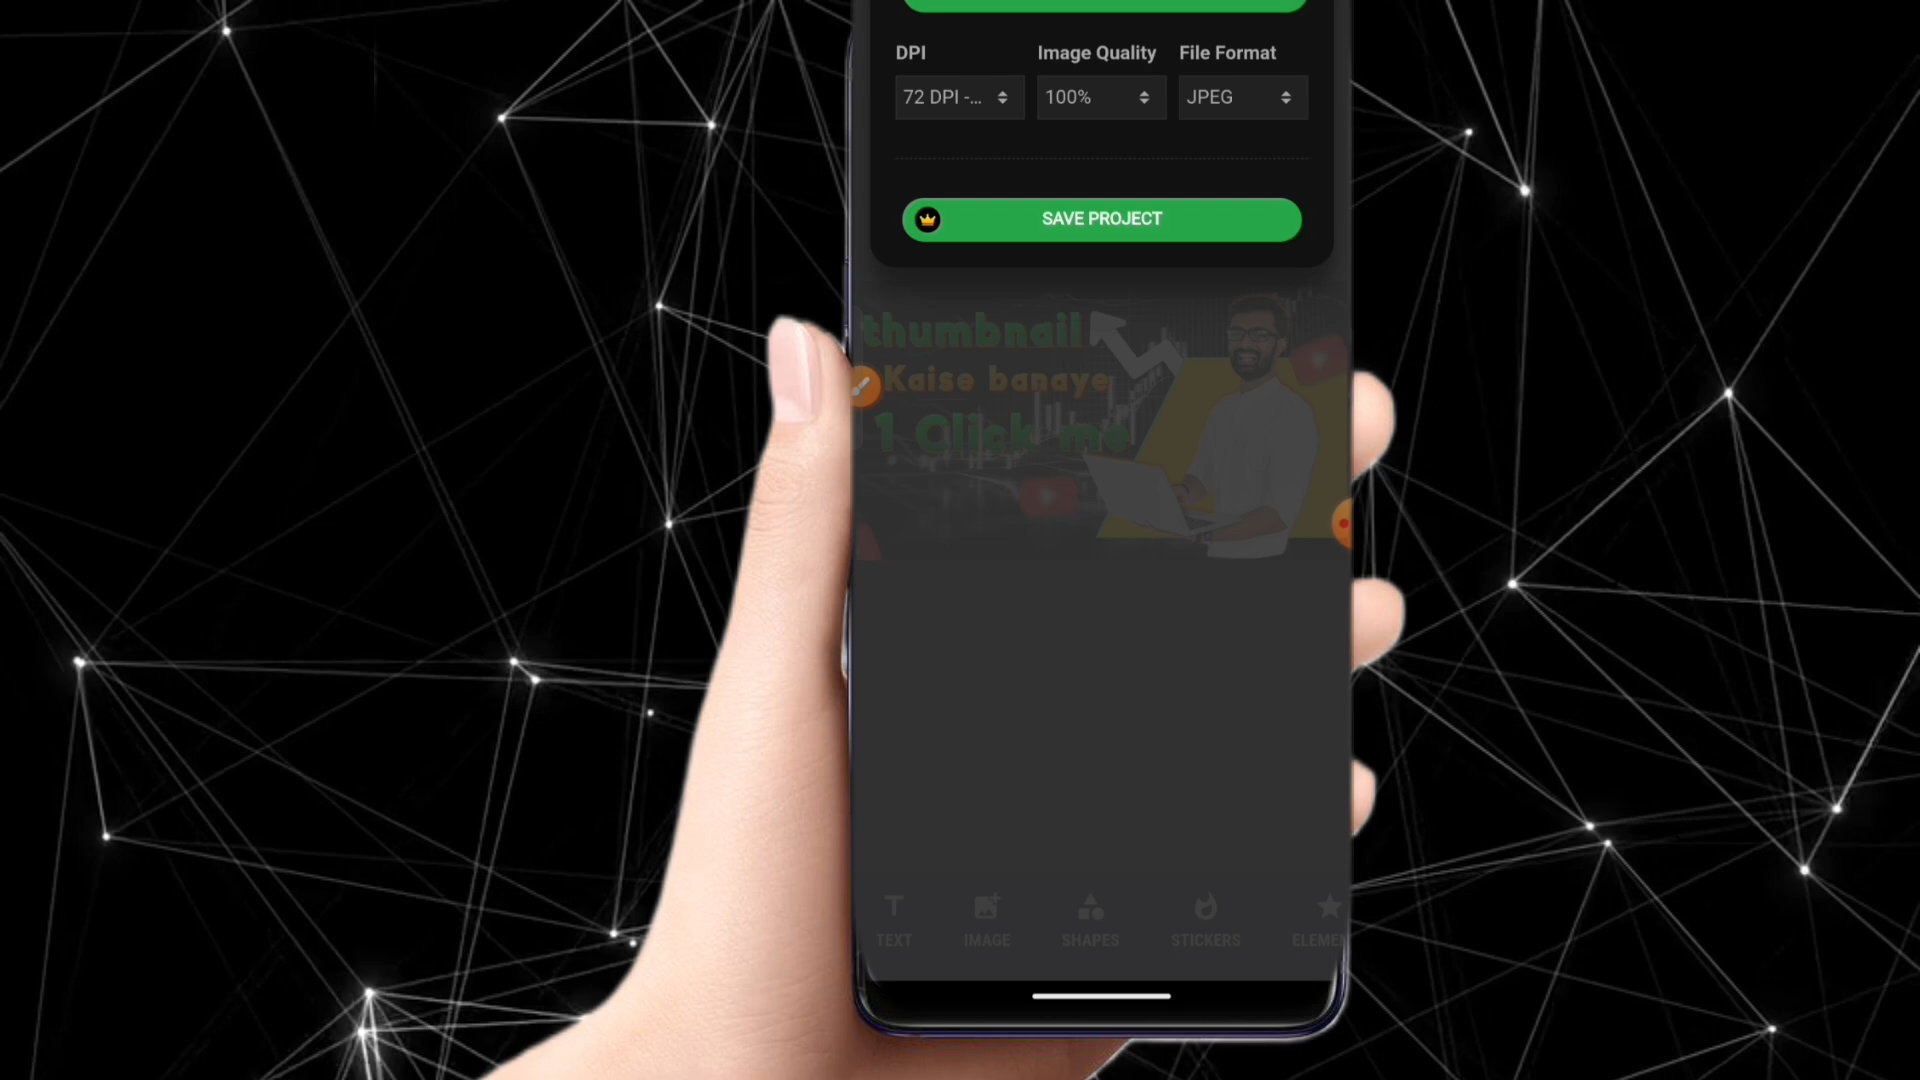 DPI Image Quality File Format
72 DPI -... 100% JPEG
SAVE PROJECT
thumbnail
Kaise banaye
1 Click me
TEXT IMAGE SHAPES STICKERS ELEMEN